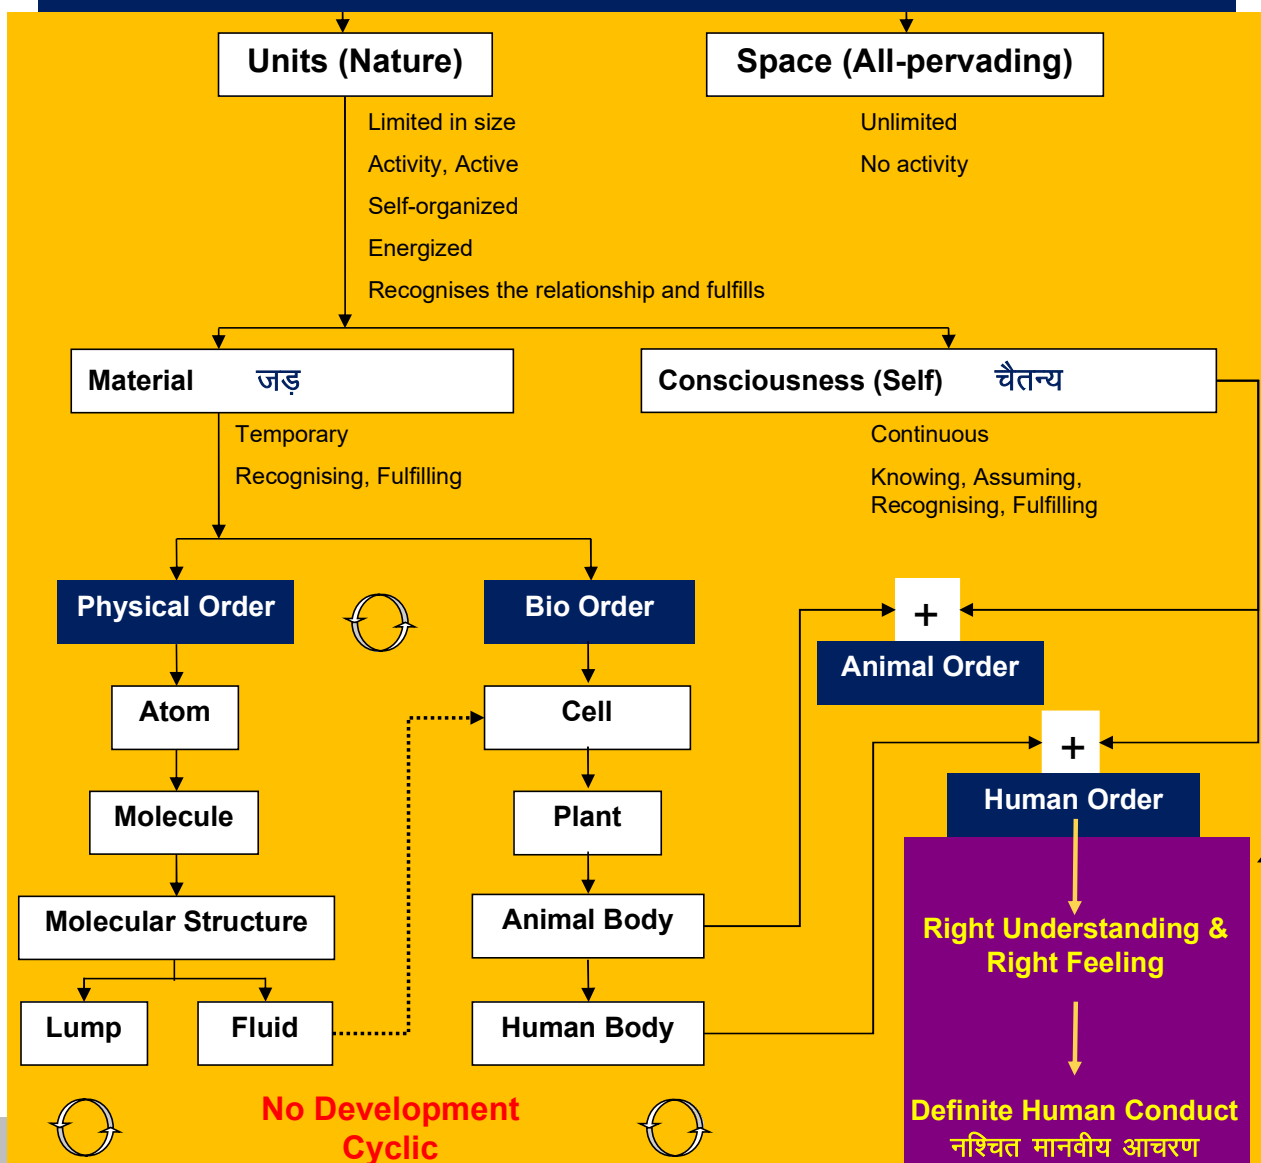 Units (Nature)
Space (All-pervading)
Limited in size
Activity, Active
Self-organized
Energized
Recognises the relationship and fulfills
Unlimited
No activity
Material जड़
Consciousness (Self) चैतन्य
Temporary
Recognising, Fulfilling
Continuous
Knowing, Assuming,
Recognising, Fulfilling
Physical Order
Bio Order
+
Animal Order
Atom
Cell
+
Human Order
Molecule
Plant
Molecular Structure
Animal Body
Right Understanding &
Right Feeling
Lump
Fluid
Human Body
No Development
Cyclic
Definite Human Conduct
नश्चित मानवीय आचरण